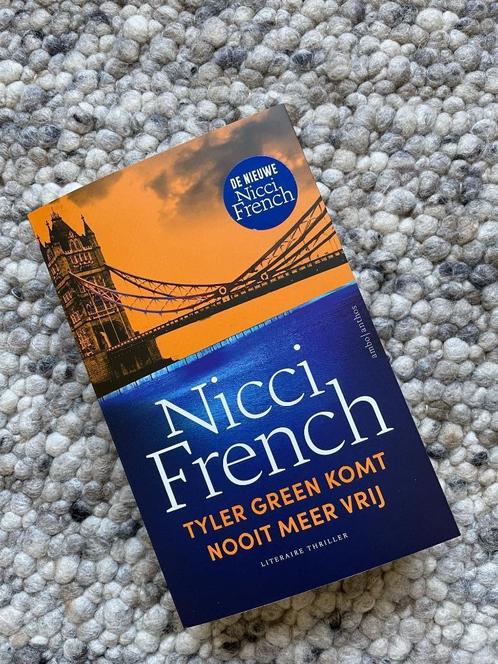 DE NIEUWE
Nicci
French
ambo|anthos
Nicci
French
TYLER GREEN KOMT
NOOIT MEER VRIJ
LITERAIRE THRILLER